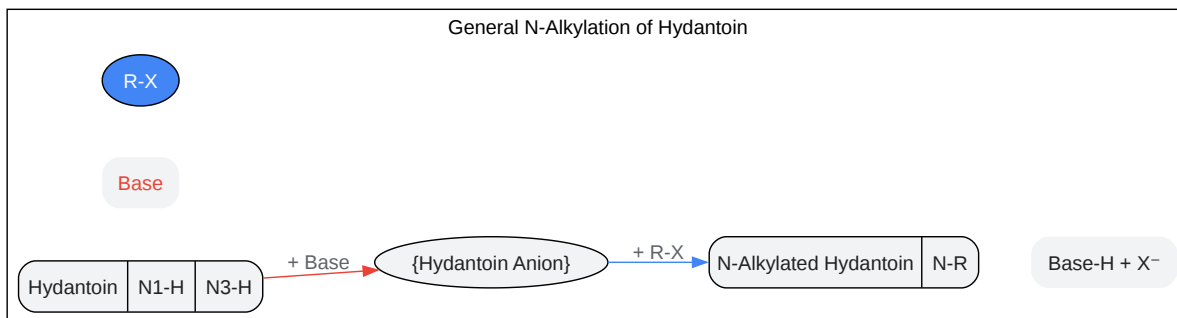 General N-Alkylation of Hydantoin
R-X
Base
+ Base
+ R-X
{Hydantoin Anion}
N-Alkylated Hydantoin
N-R
Base-H + X⁻
Hydantoin
N1-H
N3-H